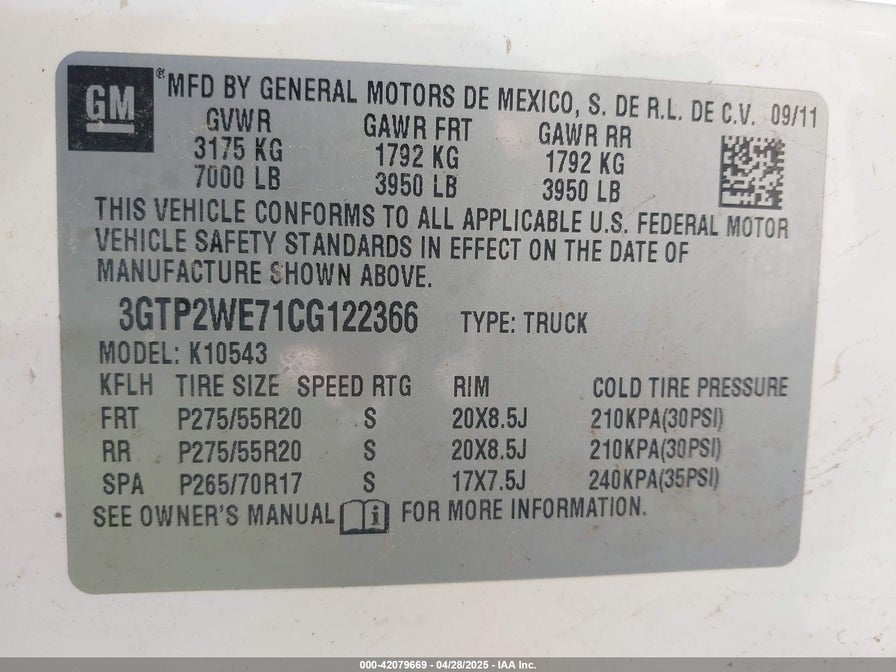 GM ® MFD BY GENERAL MOTORS DE MEXICO, S. DE R.L. DE C.V. 09/11
GVWR GAWR FRT GAWR RR
3175 KG 1792 KG 1792 KG
7000 LB 3950 LB 3950 LB
THIS VEHICLE CONFORMS TO ALL APPLICABLE U.S. FEDERAL MOTOR
VEHICLE SAFETY STANDARDS IN EFFECT ON THE DATE OF
MANUFACTURE SHOWN ABOVE.
3GTP2WE71CG122366 TYPE: TRUCK
MODEL: K10543
KFLH TIRE SIZE SPEED RTG RIM COLD TIRE PRESSURE
FRT P275/55R20 S 20X8.5J 210KPA(30PSI)
RR P275/55R20 S 20X8.5J 210KPA(30PSI)
SPA P265/70R17 S 17X7.5J 240KPA(35PSI)
SEE OWNER'S MANUAL i FOR MORE INFORMATION.
000-42079669 - 04/28/2025 - IAA Inc.